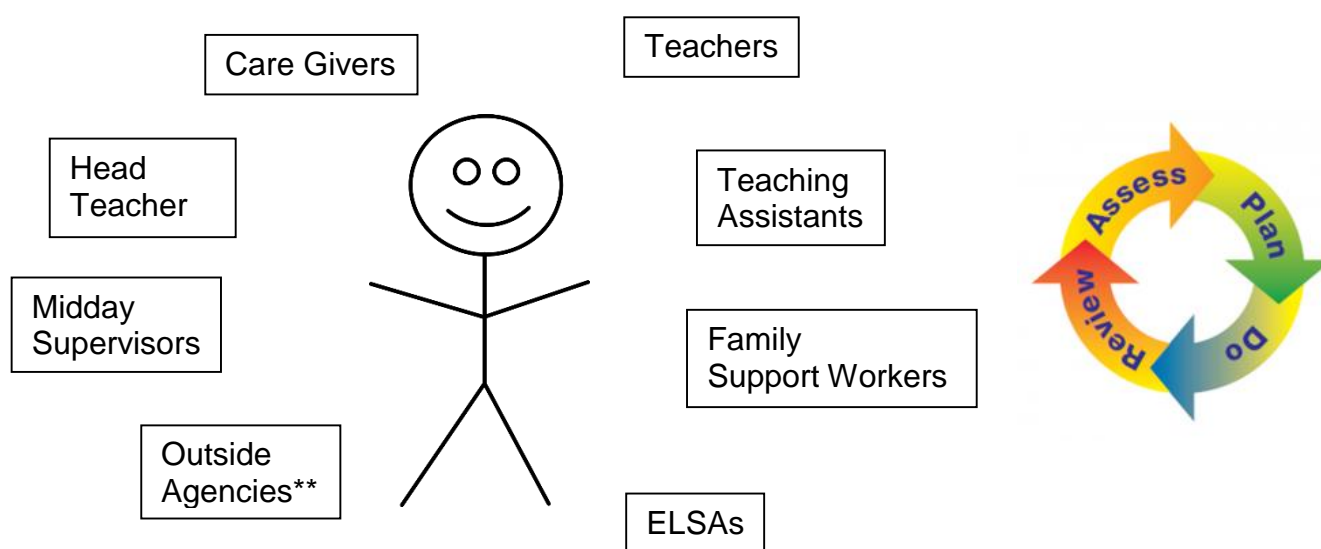 Care Givers
Teachers
Head
Teacher
Teaching
Assistants
Midday
Supervisors
Family
Support Workers
Outside
Agencies**
ELSAs
Assess
Plan
Do
Review